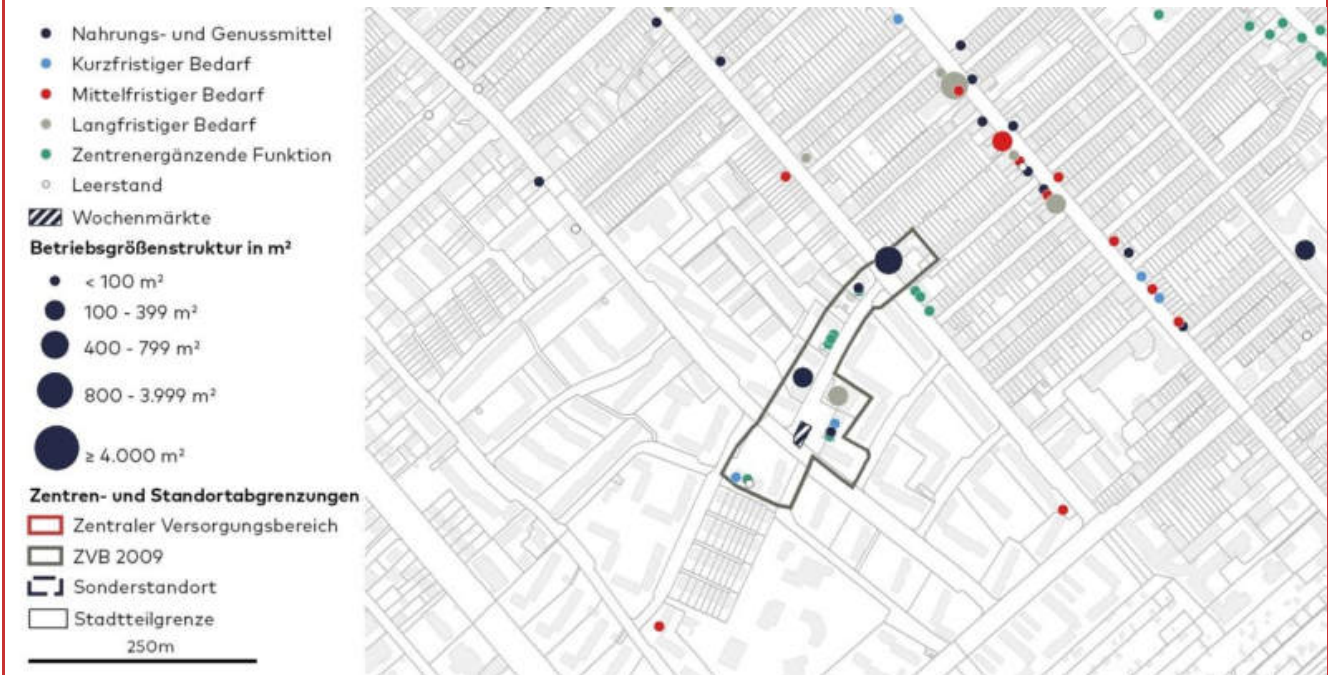 Nahrungs- und Genussmittel
Kurzfristiger Bedarf
Mittelfristiger Bedarf
Langfristiger Bedarf
Zentrenergänzende Funktion
Leerstand
Wochenmärkte
Betriebsgrößenstruktur in m²
< 100 m²
100 - 399 m²
400 - 799 m²
800 - 3.999 m²
≥ 4.000 m²
Zentren- und Standortabgrenzungen
Zentraler Versorgungsbereich
ZVB 2009
Sonderstandort
Stadtteilgrenze
250m